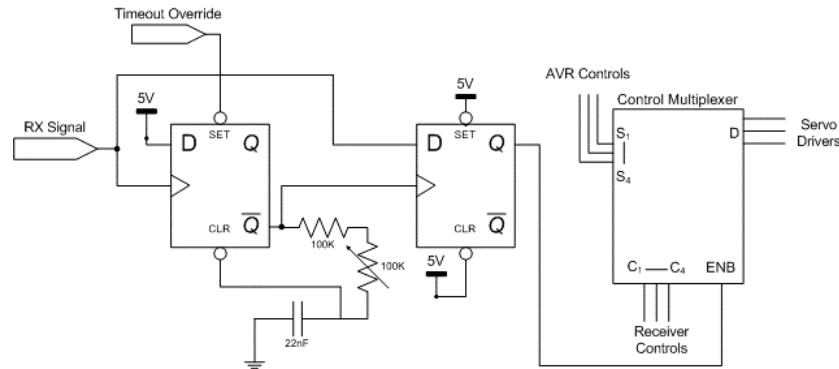 Timeout Override
5V
RX Signal
SET
D Q
CLR
Q
100K
100K
22nF
5V
SET
D Q
CLR
Q
5V
AVR Controls
Control Multiplexer
S1
S4
D
Servo
Drivers
C1 C4
ENB
Receiver
Controls